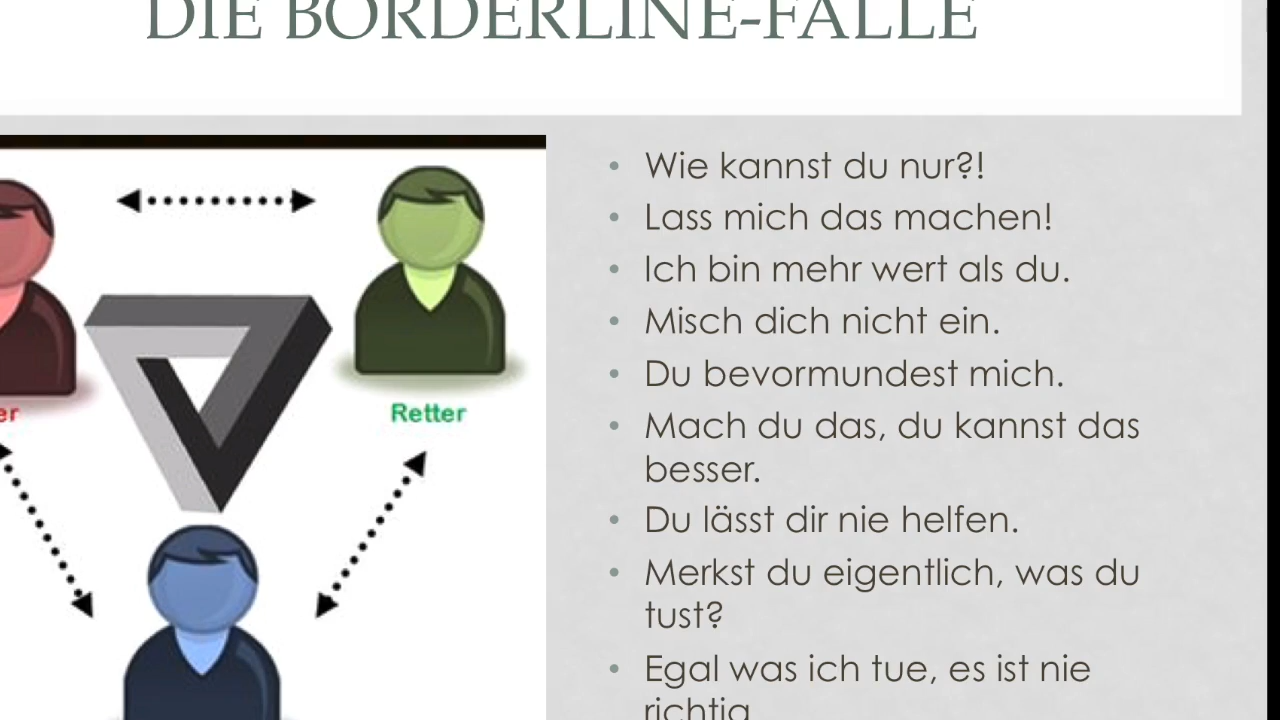 DIE BORDERLINE-FALLE
• Wie kannst du nur?!
• Lass mich das machen!
• Ich bin mehr wert als du.
• Misch dich nicht ein.
• Du bevormundest mich.
• Mach du das, du kannst das
besser.
• Du lässt dir nie helfen.
• Merkst du eigentlich, was du
tust?
• Egal was ich tue, es ist nie
richtig
er
Retter